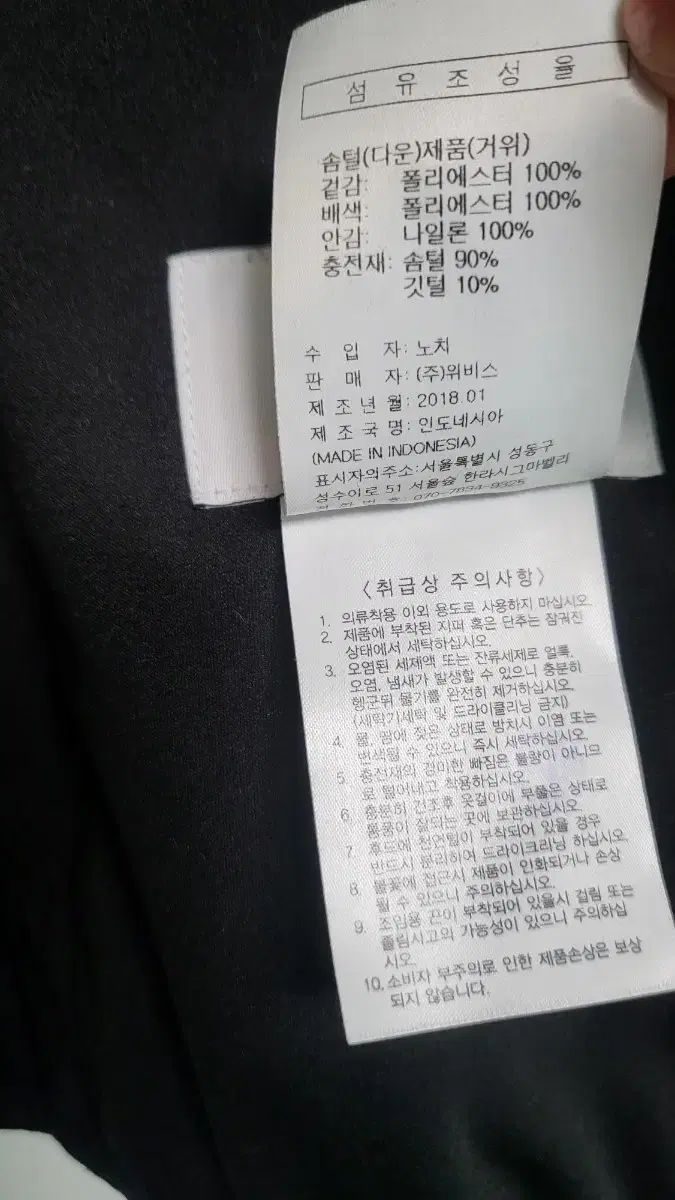 섬 유 조 성 율
솜털(다운)제품(거위)
겉감: 폴리에스터 100%
배색: 폴리에스터 100%
안감: 나일론 100%
충전재: 솜털 90%
깃털 10%
수 입 자: 노치
판 매 자: (주)위비스
제 조 년 월: 2018.01
제 조 국 명: 인도네시아
(MADE IN INDONESIA)
표시자의주소:서울특별시 성동구
성수이로 51 서울숲 한라시그마밸리
070-7834-9325
<취급상 주의사항>
1. 의류착용 이외 용도로 사용하지 마십시오.
2. 제품에 부착된 지퍼 혹은 단추는 잠궈진
상태에서 세탁하십시오.
3. 오염된 세제액 또는 잔류세제로 얼룩,
오염, 냄새가 발생할 수 있으니 충분히
헹군뒤 물기를 완전히 제거하십시오.
(세탁기세탁 및 드라이클리닝 금지)
4. 물, 땀에 젖은 상태로 방치시 이염 또는
변색될 수 있으니 즉시 세탁하십시오.
5. 충전재의 경미한 빠짐은 불량이 아니므
로 털어내고 착용하십시오.
6. 충분히 건조후 옷걸이에 부풀은 상태로
통풍이 잘되는 곳에 보관하십시오.
7. 후드에 천연털이 부착되어 있을 경우
반드시 분리하여 드라이크리닝 하십시오.
8. 불꽃에 접근시 제품이 인화되거나 손상
될 수 있으니 주의하십시오.
9. 조임용 끈이 부착되어 있을시 걸림 또는
졸림사고의 가능성이 있으니 주의하십
시오.
10. 소비자 부주의로 인한 제품손상은 보상
되지 않습니다.